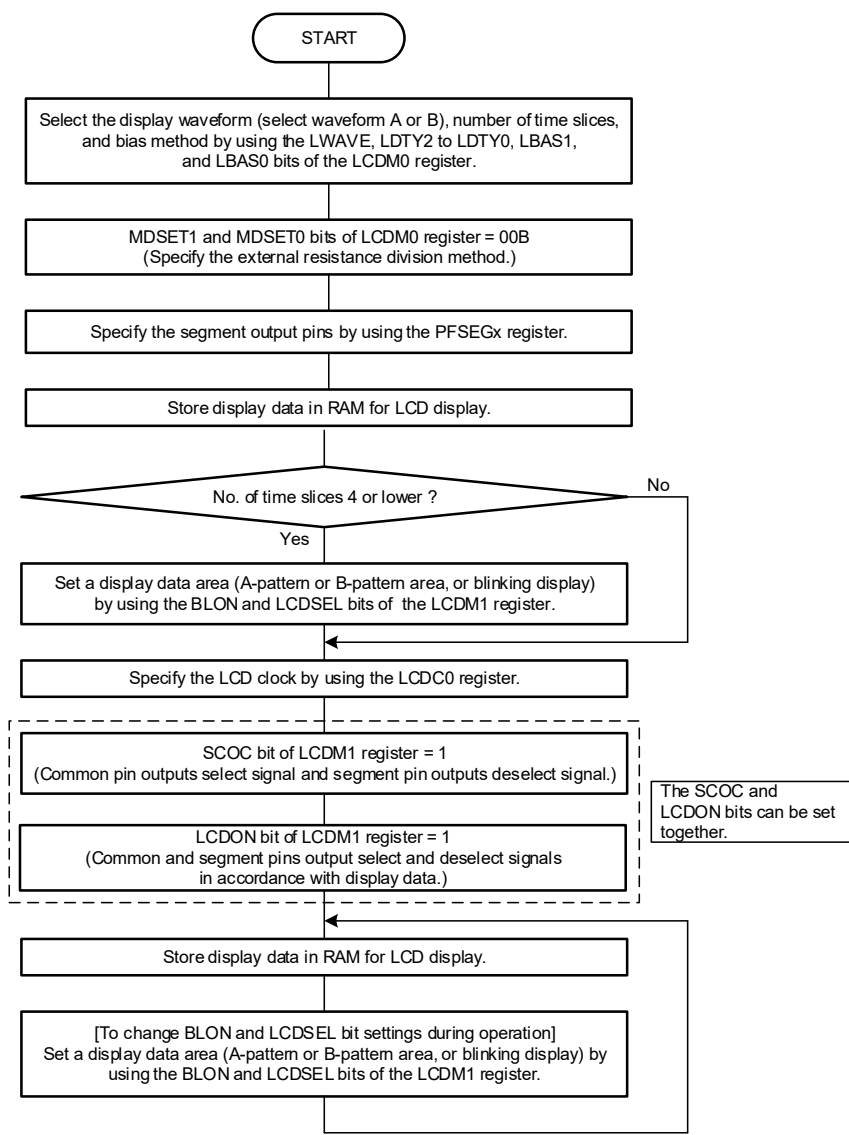 START
Select the display waveform (select waveform A or B), number of time slices,
and bias method by using the LWAVE, LDTY2 to LDTY0, LBAS1,
and LBAS0 bits of the LCDM0 register.
MDSET1 and MDSET0 bits of LCDM0 register = 00B
(Specify the external resistance division method.)
Specify the segment output pins by using the PFSEGx register.
Store display data in RAM for LCD display.
No. of time slices 4 or lower ?
No
Yes
Set a display data area (A-pattern or B-pattern area, or blinking display)
by using the BLON and LCDSEL bits of the LCDM1 register.
Specify the LCD clock by using the LCDC0 register.
SCOC bit of LCDM1 register = 1
(Common pin outputs select signal and segment pin outputs deselect signal.)
The SCOC and
LCDON bits can be set
together.
LCDON bit of LCDM1 register = 1
(Common and segment pins output select and deselect signals
in accordance with display data.)
Store display data in RAM for LCD display.
[To change BLON and LCDSEL bit settings during operation]
Set a display data area (A-pattern or B-pattern area, or blinking display) by
using the BLON and LCDSEL bits of the LCDM1 register.